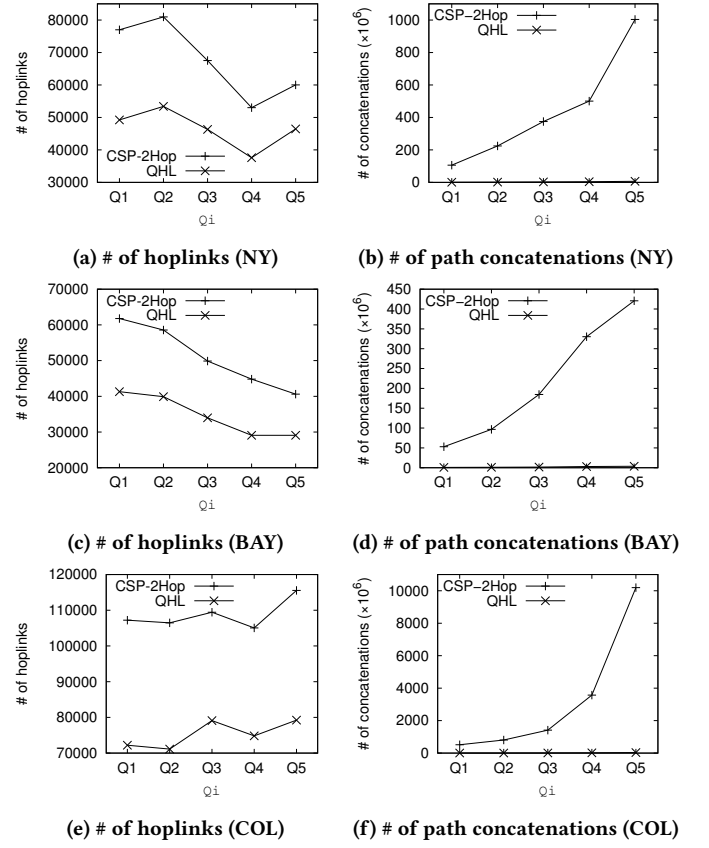 80000
70000
60000
50000
40000
30000
# of hoplinks
CSP-2Hop
QHL
Q1 Q2 Q3 Q4 Q5
Qi
(a) # of hoplinks (NY)
1000
800
600
400
200
0
# of concatenations (×10⁶)
CSP-2Hop
QHL
Q1 Q2 Q3 Q4 Q5
Qi
(b) # of path concatenations (NY)
70000
60000
50000
40000
30000
20000
# of hoplinks
CSP-2Hop
QHL
Q1 Q2 Q3 Q4 Q5
Qi
(c) # of hoplinks (BAY)
450
400
350
300
250
200
150
100
50
0
# of concatenations (×10⁶)
CSP-2Hop
QHL
Q1 Q2 Q3 Q4 Q5
Qi
(d) # of path concatenations (BAY)
120000
110000
100000
90000
80000
70000
# of hoplinks
CSP-2Hop
QHL
Q1 Q2 Q3 Q4 Q5
Qi
(e) # of hoplinks (COL)
10000
8000
6000
4000
2000
0
# of concatenations (×10⁶)
CSP-2Hop
QHL
Q1 Q2 Q3 Q4 Q5
Qi
(f) # of path concatenations (COL)